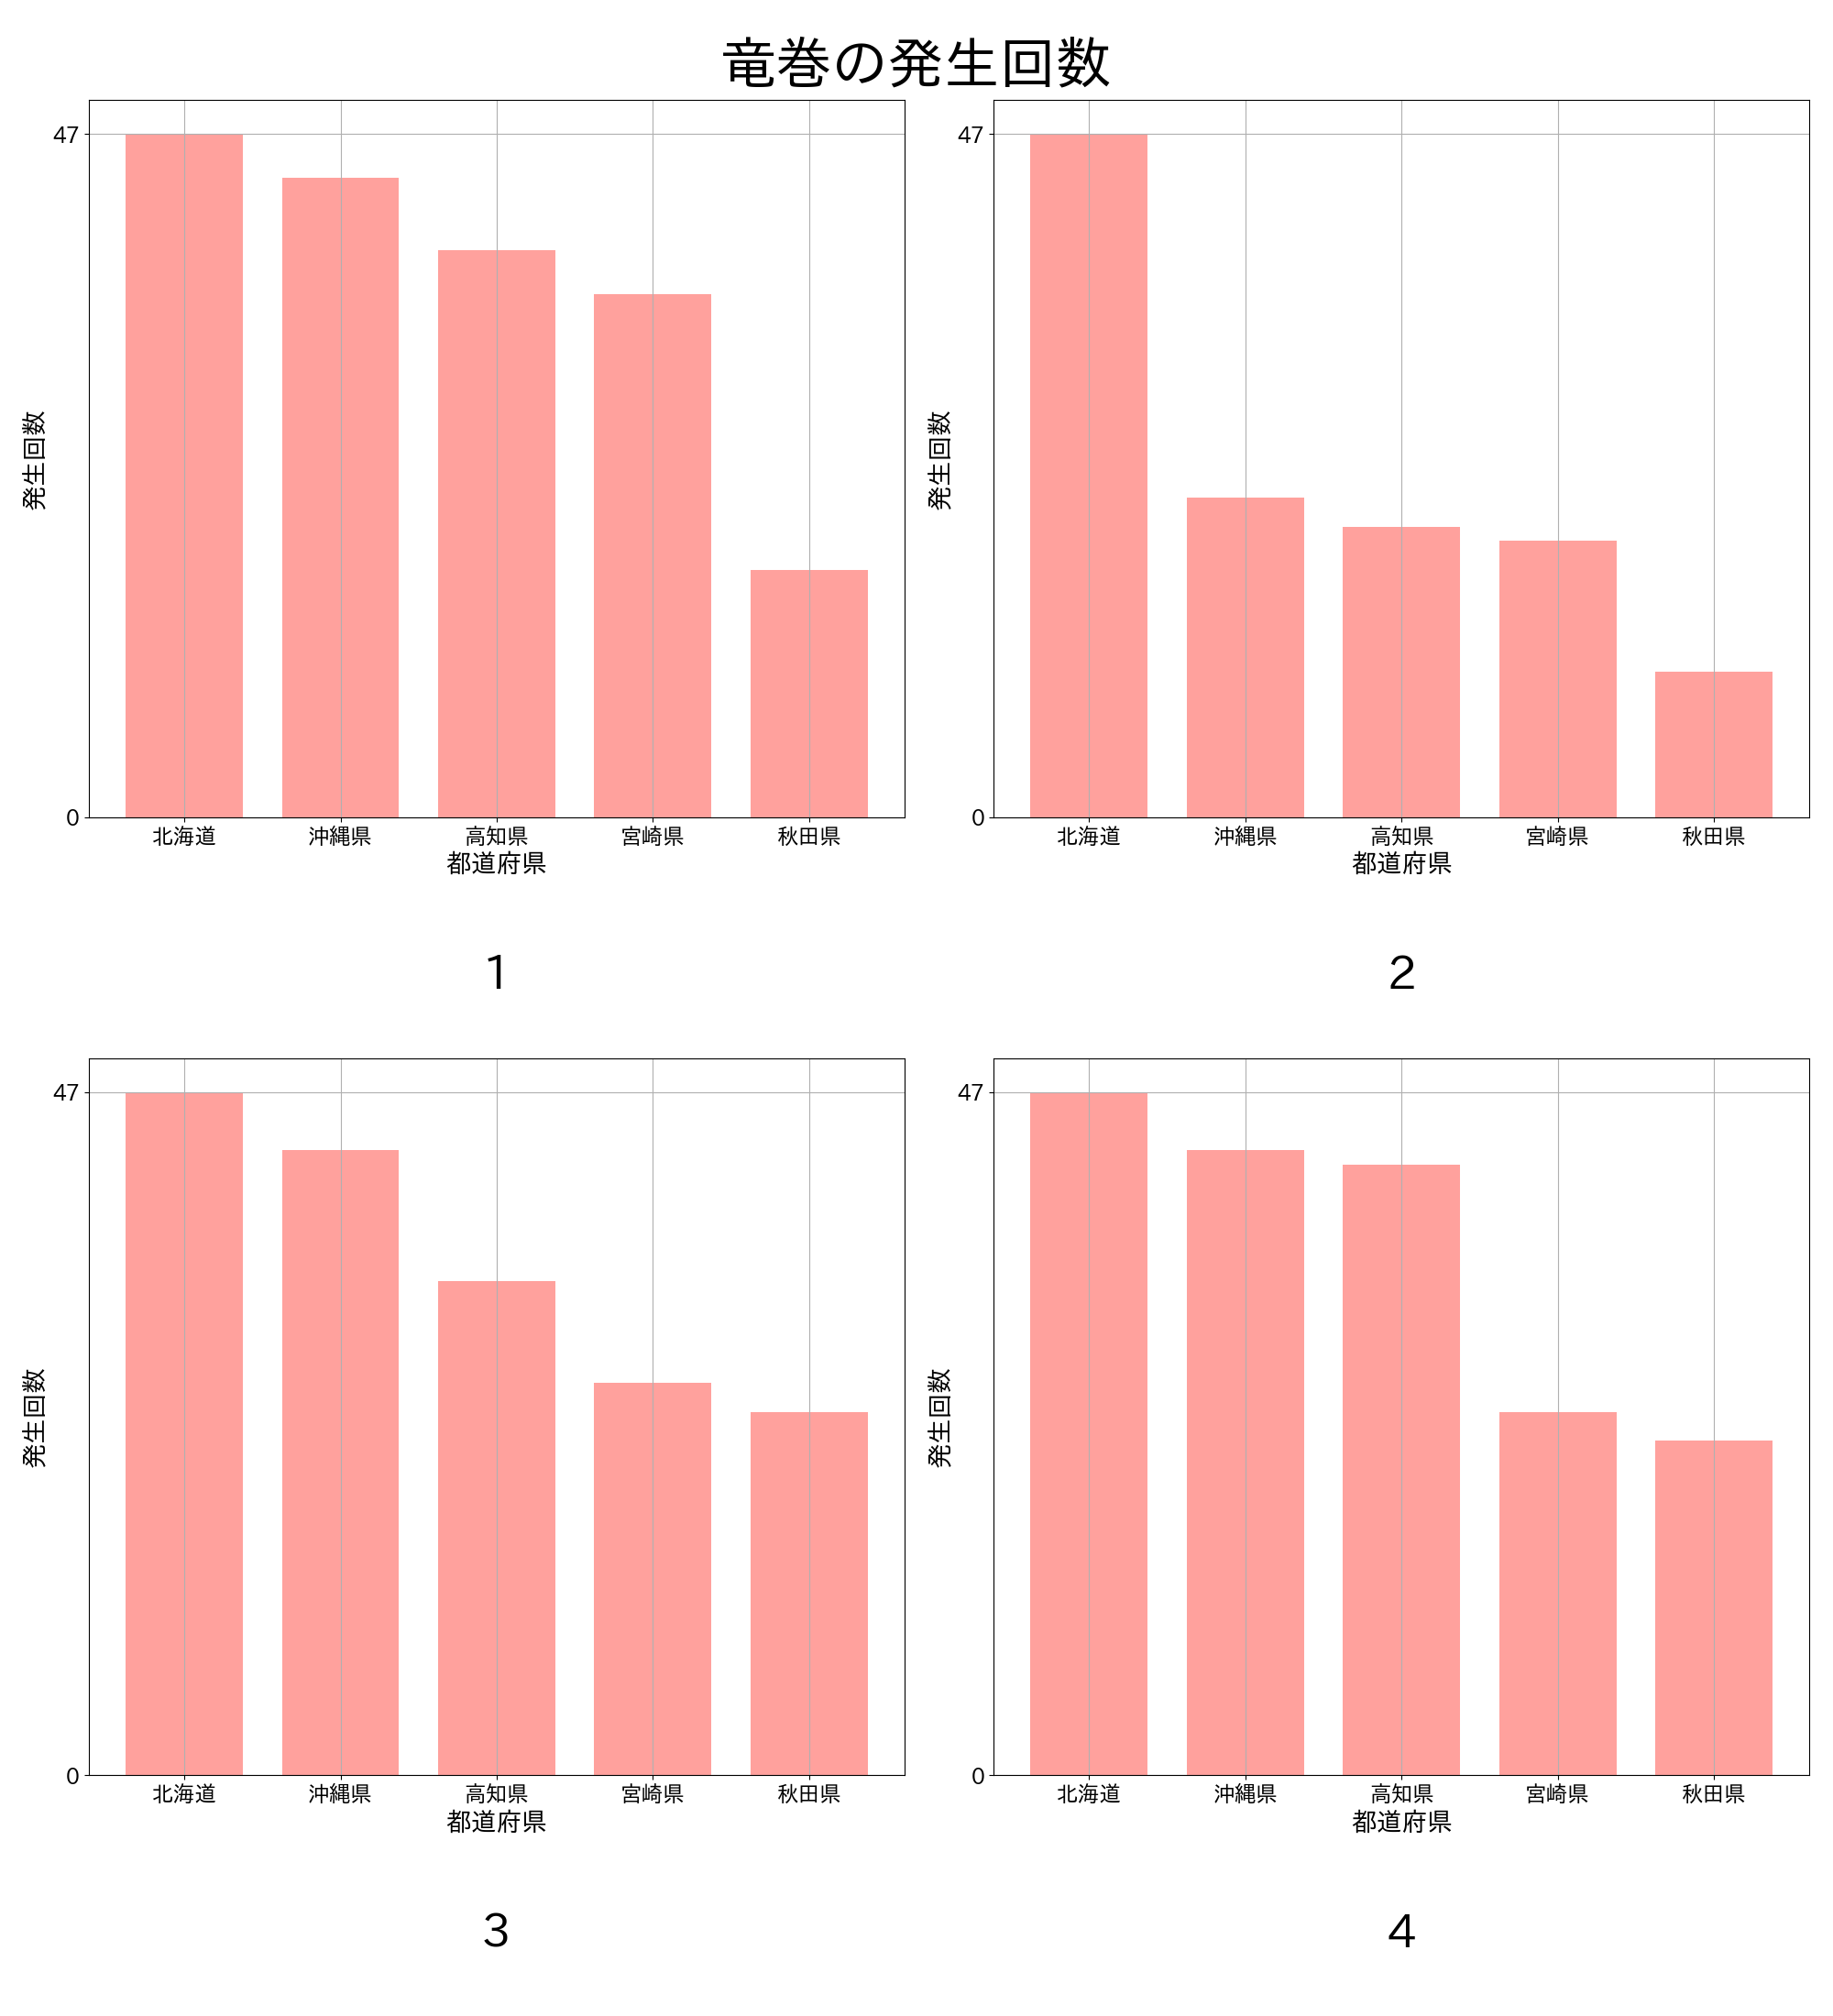 竜巻の発生回数
47
0
発生回数
北海道 沖縄県 高知県 宮崎県 秋田県
都道府県
1
47
0
発生回数
北海道 沖縄県 高知県 宮崎県 秋田県
都道府県
2
47
0
発生回数
北海道 沖縄県 高知県 宮崎県 秋田県
都道府県
3
47
0
発生回数
北海道 沖縄県 高知県 宮崎県 秋田県
都道府県
4